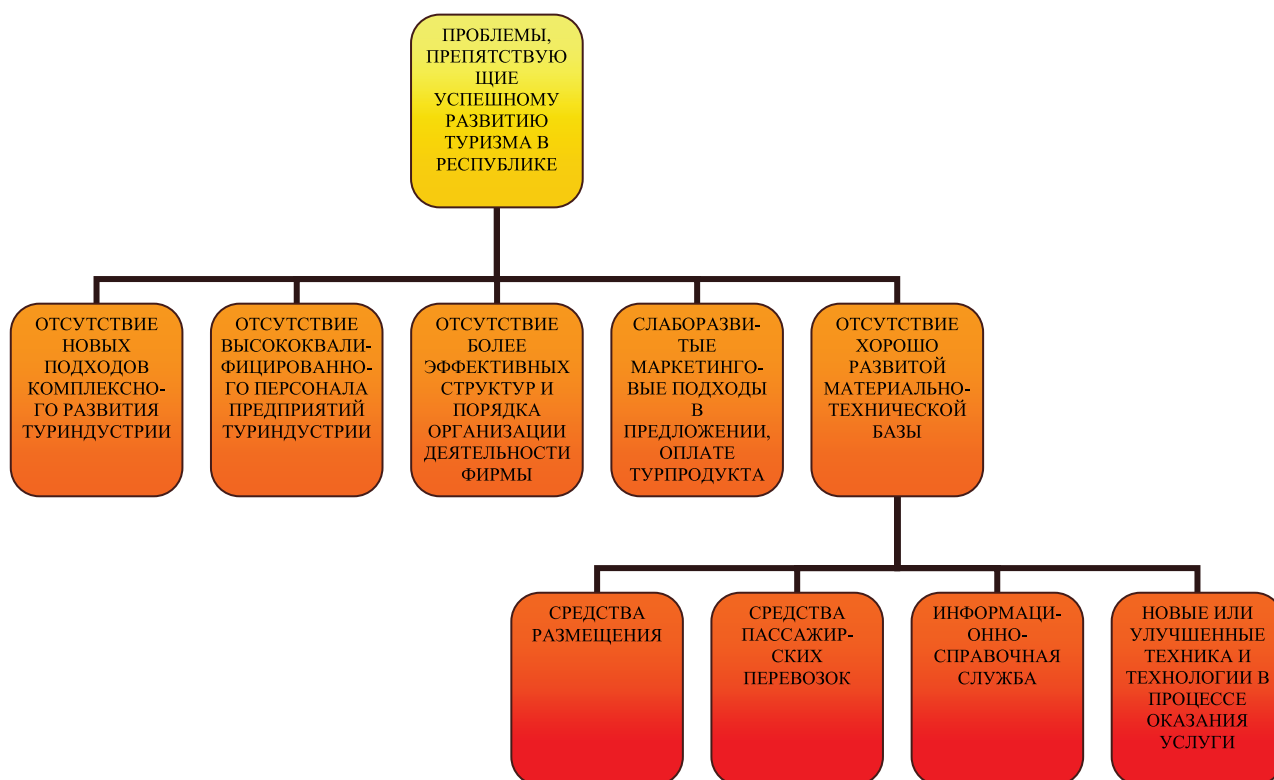 ПРОБЛЕМЫ,
ПРЕПЯТСТВУЮ
ЩИЕ
УСПЕШНОМУ
РАЗВИТИЮ
ТУРИЗМА В
РЕСПУБЛИКЕ
ОТСУТСТВИЕ
НОВЫХ
ПОДХОДОВ
КОМПЛЕКСНО-
ГО РАЗВИТИЯ
ТУРИНДУСТРИИ
ОТСУТСТВИЕ
ВЫСОКОКВАЛИ-
ФИЦИРОВАННО-
ГО ПЕРСОНАЛА
ПРЕДПРИЯТИЙ
ТУРИНДУСТРИИ
ОТСУТСТВИЕ
БОЛЕЕ
ЭФФЕКТИВНЫХ
СТРУКТУР И
ПОРЯДКА
ОРГАНИЗАЦИИ
ДЕЯТЕЛЬНОСТИ
ФИРМЫ
СЛАБОРАЗВИ-
ТЫЕ
МАРКЕТИНГО-
ВЫЕ ПОДХОДЫ
В
ПРЕДЛОЖЕНИИ,
ОПЛАТЕ
ТУРПРОДУКТА
ОТСУТСТВИЕ
ХОРОШО
РАЗВИТОЙ
МАТЕРИАЛЬНО-
ТЕХНИЧЕСКОЙ
БАЗЫ
СРЕДСТВА
РАЗМЕЩЕНИЯ
СРЕДСТВА
ПАССАЖИР-
СКИХ
ПЕРЕВОЗОК
ИНФОРМАЦИ-
ОННО-
СПРАВОЧНАЯ
СЛУЖБА
НОВЫЕ ИЛИ
УЛУЧШЕННЫЕ
ТЕХНИКА И
ТЕХНОЛОГИИ В
ПРОЦЕССЕ
ОКАЗАНИЯ
УСЛУГИ